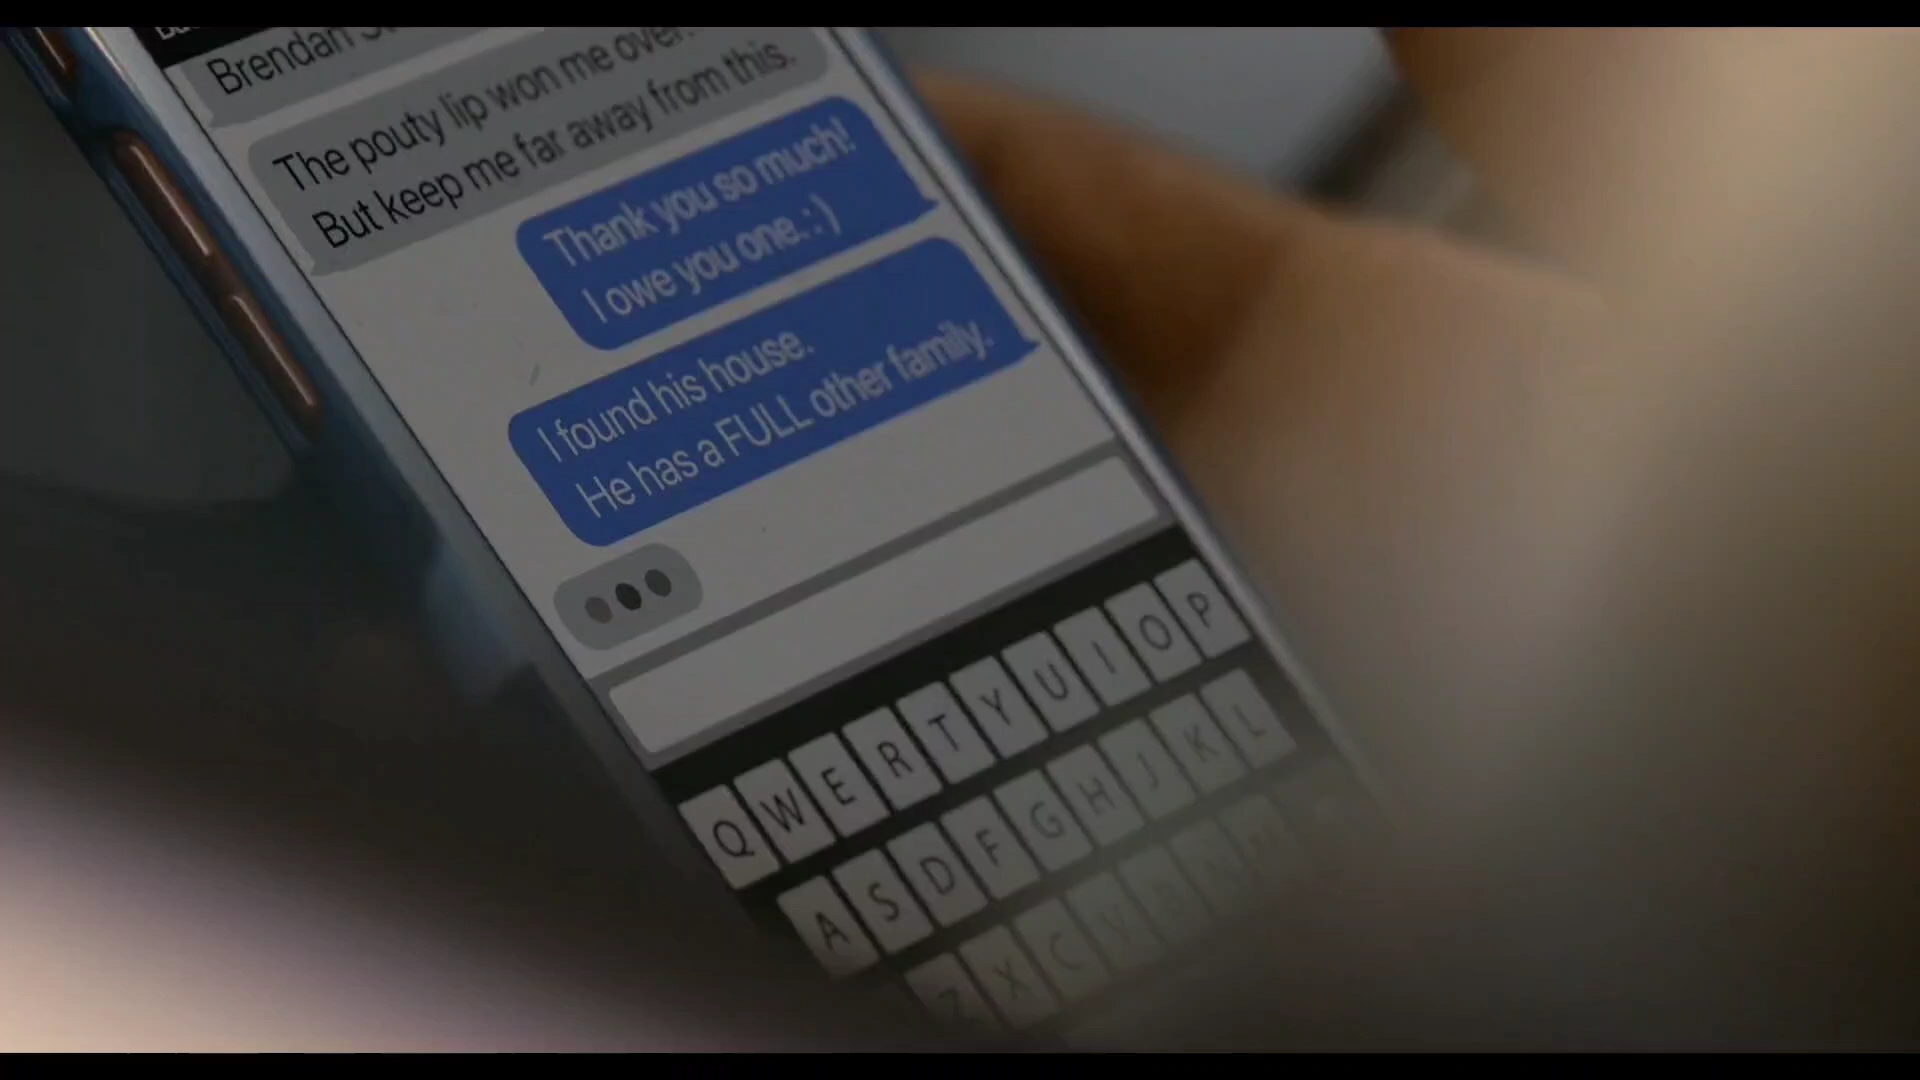 Brendan
The pouty lip won me over.
But keep me far away from this.
Thank you so much!
I owe you one. :)
I found his house.
He has a FULL other family.
Q W E R T Y U I O P
A S D F G H J K L
Z X C V B N M